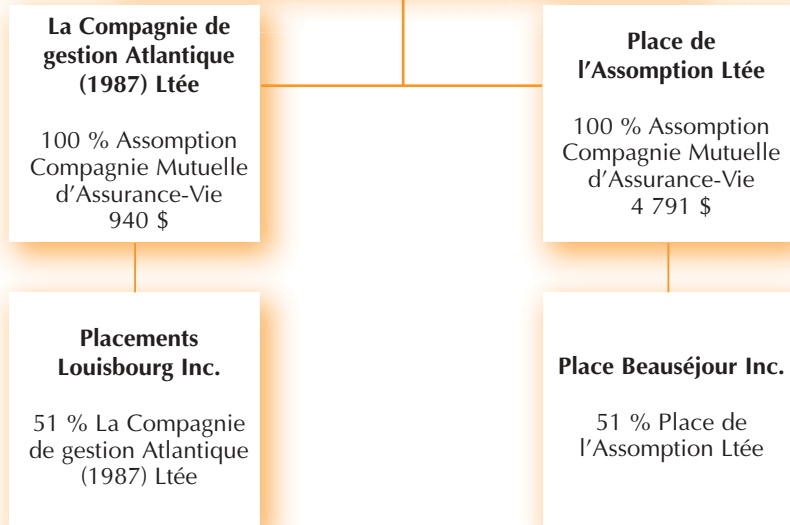 La Compagnie de
gestion Atlantique
(1987) Ltée
100 % Assomption
Compagnie Mutuelle
d'Assurance-Vie
940 $
Place de
l'Assomption Ltée
100 % Assomption
Compagnie Mutuelle
d'Assurance-Vie
4 791 $
Placements
Louisbourg Inc.
51 % La Compagnie
de gestion Atlantique
(1987) Ltée
Place Beauséjour Inc.
51 % Place de
l'Assomption Ltée